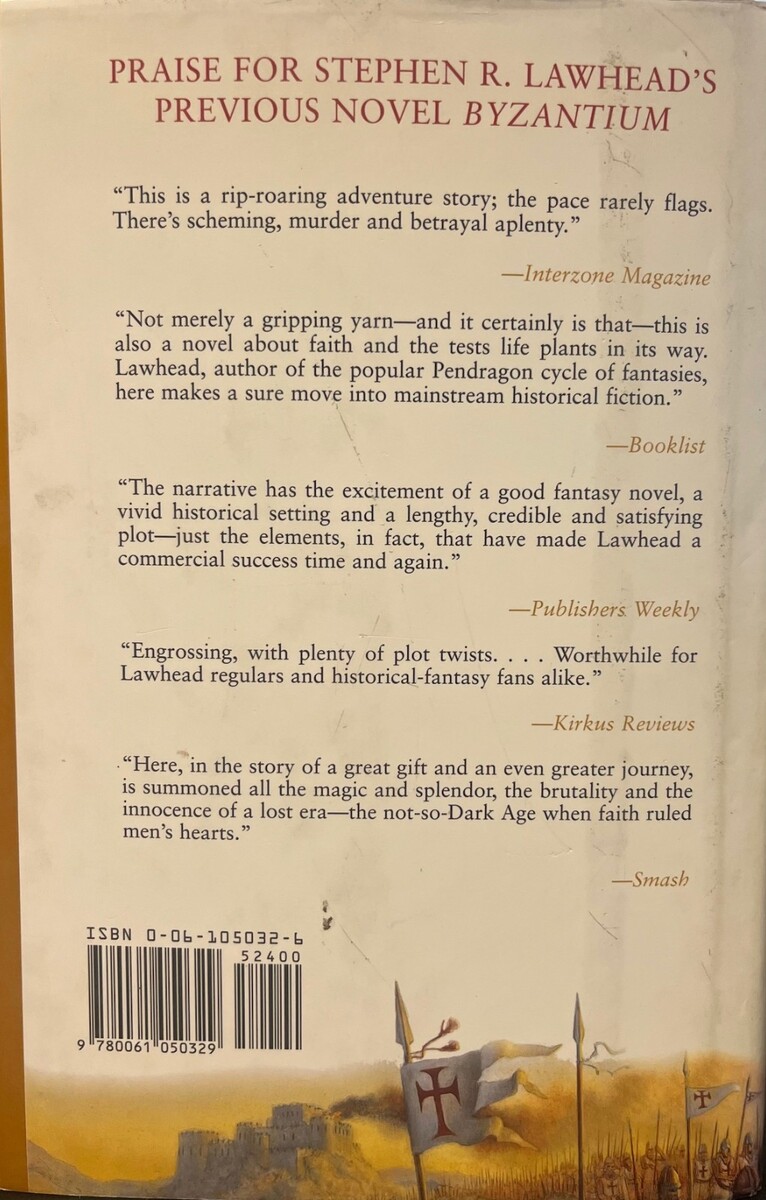 PRAISE FOR STEPHEN R. LAWHEAD'S
PREVIOUS NOVEL BYZANTIUM
“This is a rip-roaring adventure story; the pace rarely flags.
There's scheming, murder and betrayal aplenty.”
—Interzone Magazine
“Not merely a gripping yarn—and it certainly is that—this is
also a novel about faith and the tests life plants in its way.
Lawhead, author of the popular Pendragon cycle of fantasies,
here makes a sure move into mainstream historical fiction.”
—Booklist
“The narrative has the excitement of a good fantasy novel, a
vivid historical setting and a lengthy, credible and satisfying
plot—just the elements, in fact, that have made Lawhead a
commercial success time and again.”
—Publishers Weekly
“Engrossing, with plenty of plot twists. . . . Worthwhile for
Lawhead regulars and historical-fantasy fans alike.”
—Kirkus Reviews
“Here, in the story of a great gift and an even greater journey,
is summoned all the magic and splendor, the brutality and the
innocence of a lost era—the not-so-Dark Age when faith ruled
men's hearts.”
—Smash
ISBN 0-06-105032-6
52400
9 780061 050329